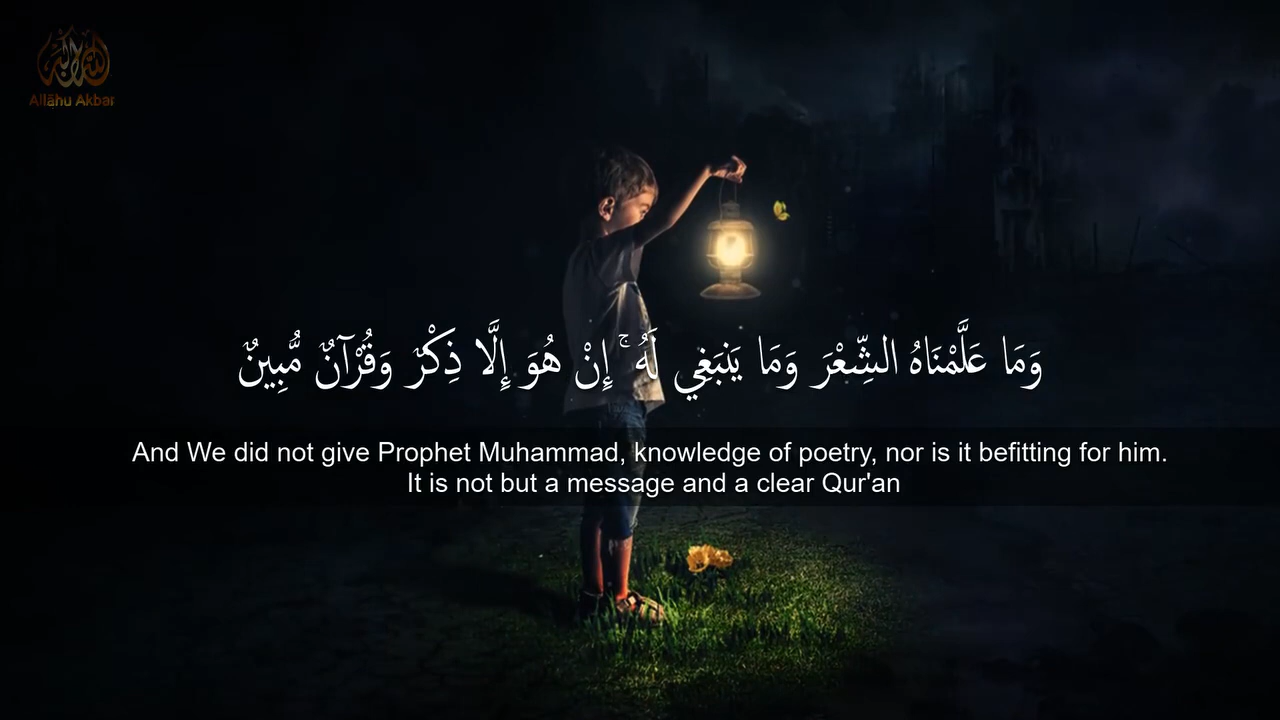 Allāhu Akbar
وَمَا عَلَّمْنَاهُ الشِّعْرَ وَمَا يَنبَغِي لَهُ ۚ إِنْ هُوَ إِلَّا ذِكْرٌ وَقُرْآنٌ مُّبِينٌ
And We did not give Prophet Muhammad, knowledge of poetry, nor is it befitting for him.
It is not but a message and a clear Qur'an